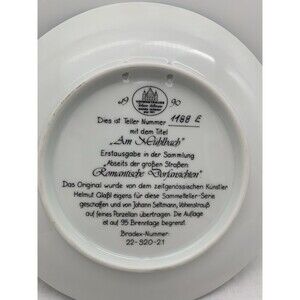 19 90
Dies ist Teller Nummer 1188 E
mit dem Titel
„Am Mühlbach“
Erstausgabe in der Sammlung
„Abseits der großen Straßen
Romantische Dorfansichten“
Das Original wurde von dem zeitgenössischen Künstler
Helmut Glaßl eigens für diese Sammelteller-Serie
geschaffen und von Johann Seltmann, Vohenstrauß
auf feines Porzellan übertragen. Die Auflage
ist auf 95 Brenntage begrenzt.
Bradex-Nummer:
22-S20-2.1